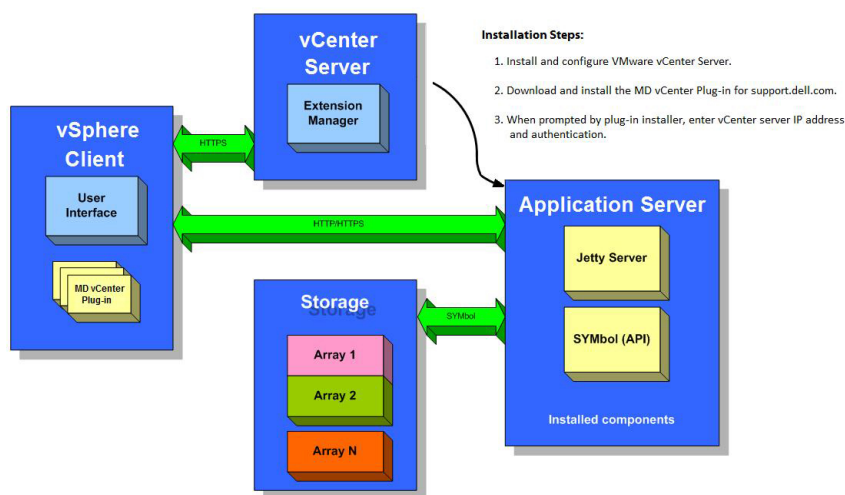 vCenter
Server
Extension
Manager
Installation Steps:
1. Install and configure VMware vCenter Server.
2. Download and install the MD vCenter Plug-in for support.dell.com.
3. When prompted by plug-in installer, enter vCenter server IP address
and authentication.
vSphere
Client
User
Interface
MD vCenter
Plug-in
HTTPS
HTTP/HTTPS
Application Server
Jetty Server
SYMbol (API)
Installed components
Storage
Storage
SYMbol
Array 1
Array 2
Array N